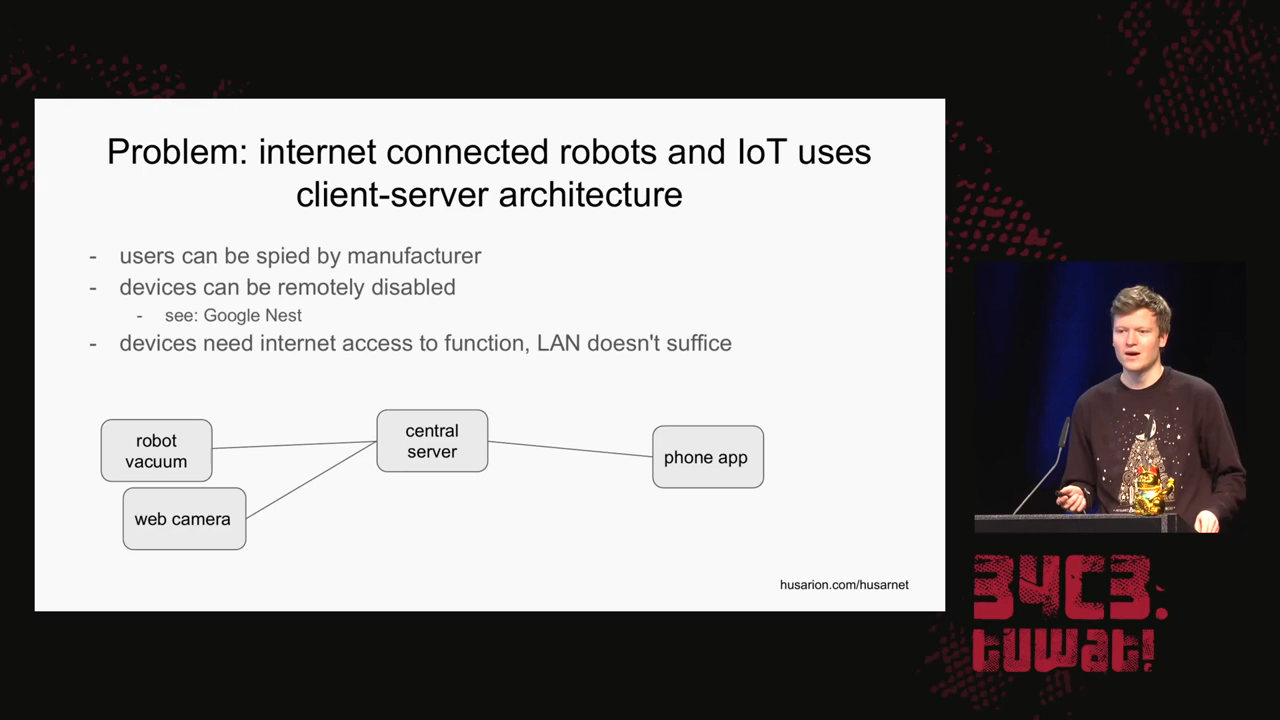 Problem: internet connected robots and IoT uses
client-server architecture
- users can be spied by manufacturer
- devices can be remotely disabled
- see: Google Nest
- devices need internet access to function, LAN doesn't suffice
robot
vacuum
central
server
phone app
web camera
husarion.com/husarnet
34C3.
tuwat!